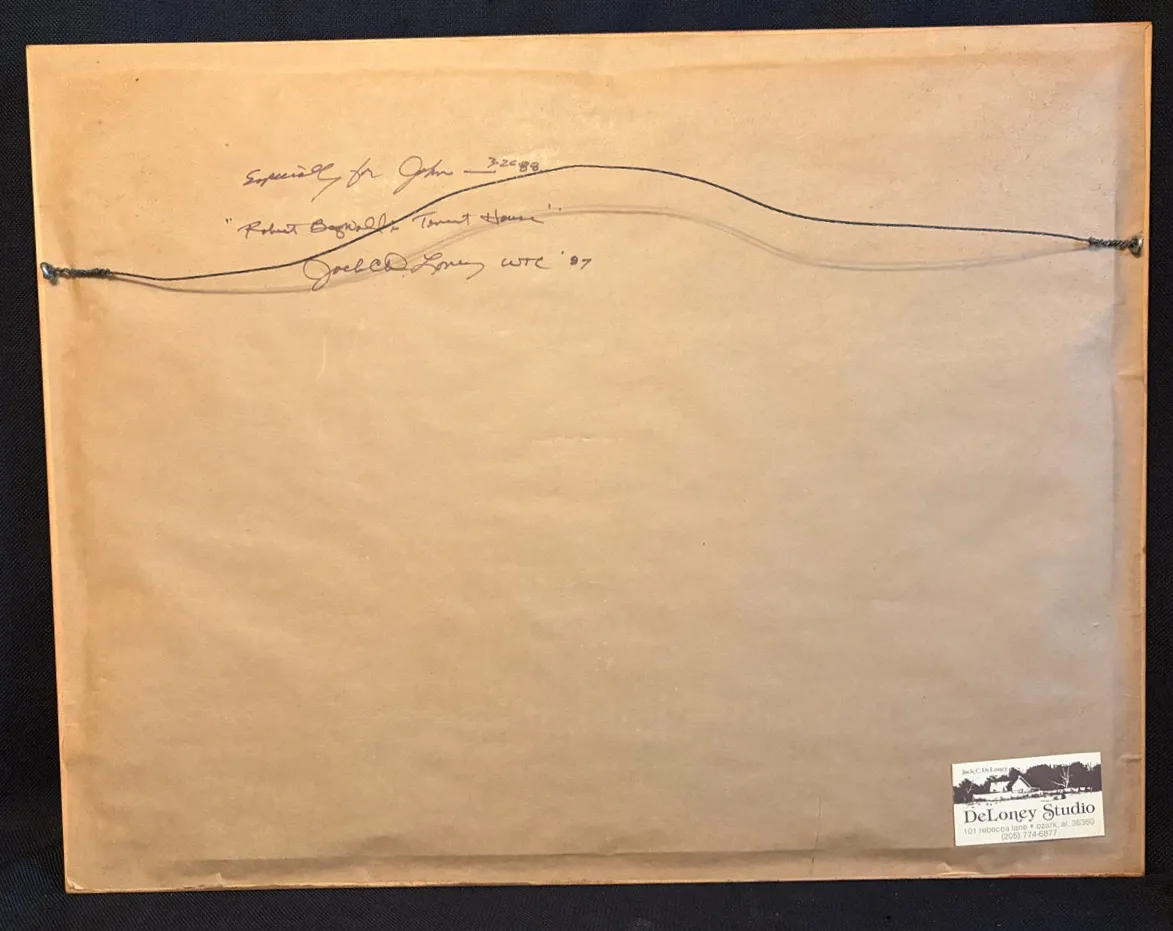 Especially for John 3-26-88
"Robert Bagwell's Tenant House"
Jack C DeLoney WTC '87
Jack C DeLoney
DeLoney Studio
101 rebecca lane • ozark, al. 36360
(205) 774-6877